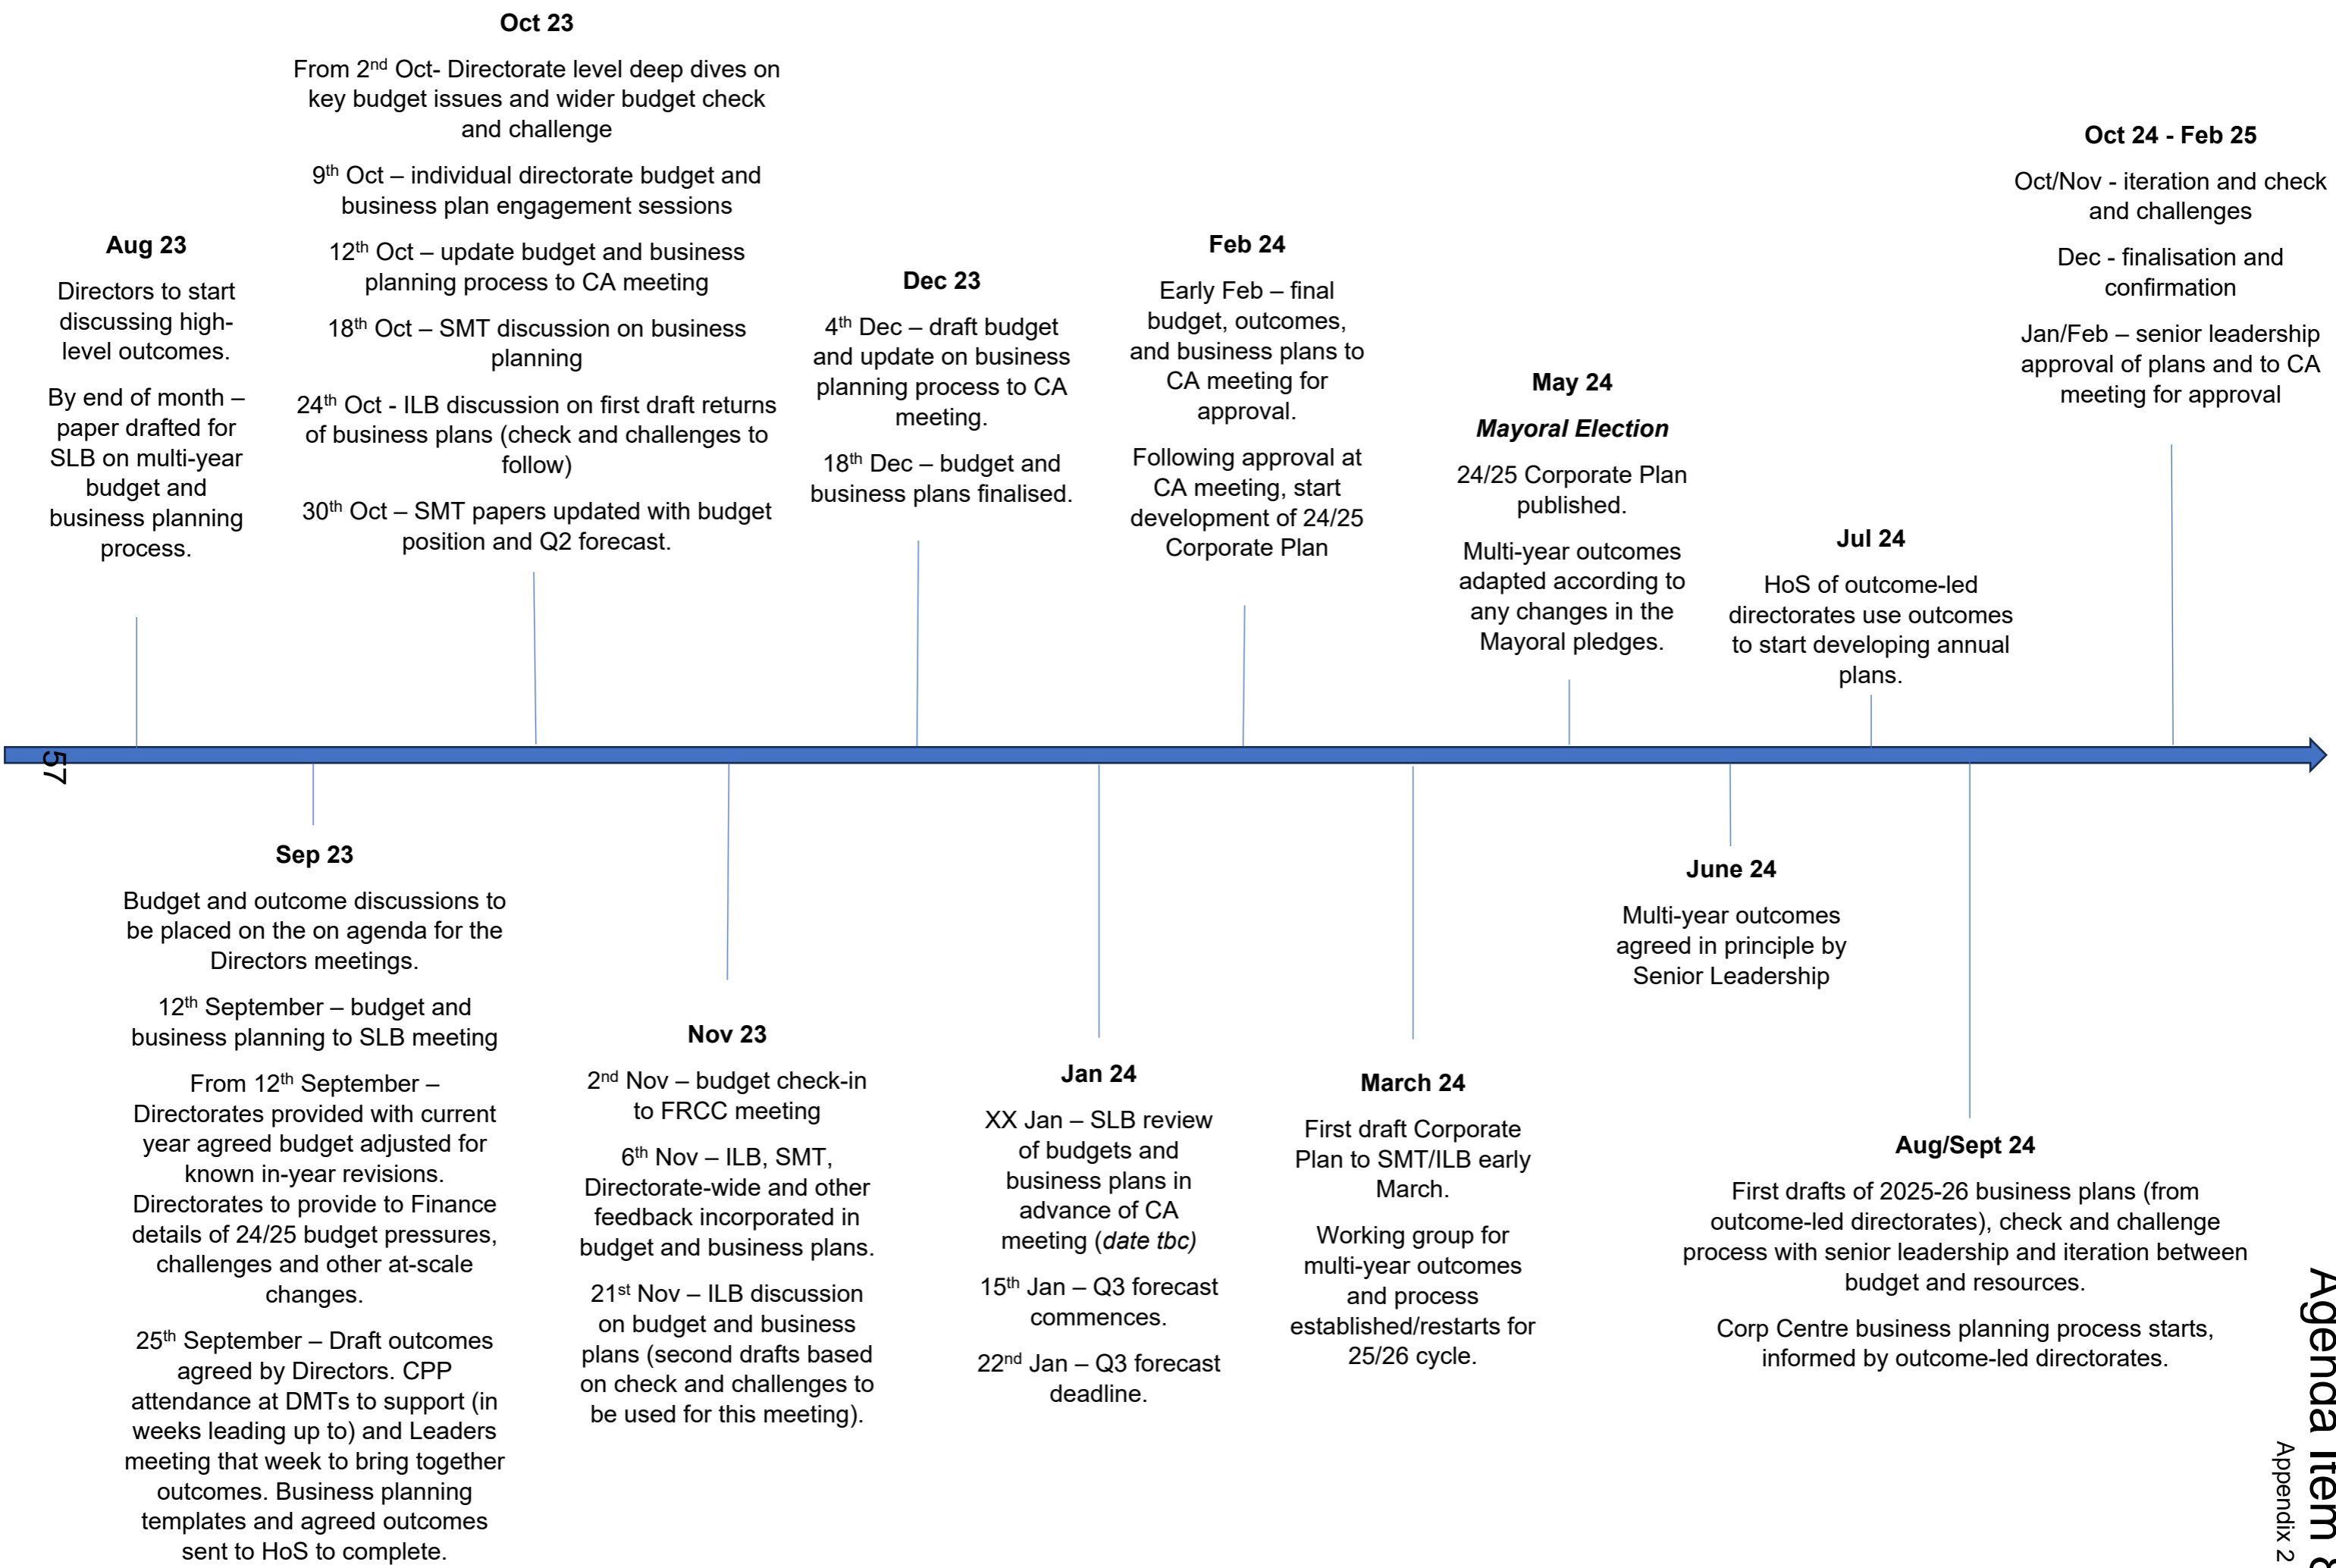 Oct 23
From 2nd Oct- Directorate level deep dives on
key budget issues and wider budget check
and challenge
9th Oct – individual directorate budget and
business plan engagement sessions
12th Oct – update budget and business
planning process to CA meeting
18th Oct – SMT discussion on business
planning
24th Oct - ILB discussion on first draft returns
of business plans (check and challenges to
follow)
30th Oct – SMT papers updated with budget
position and Q2 forecast.
Aug 23
Directors to start
discussing high-
level outcomes.
By end of month –
paper drafted for
SLB on multi-year
budget and
business planning
process.
Dec 23
4th Dec – draft budget
and update on business
planning process to CA
meeting.
18th Dec – budget and
business plans finalised.
Feb 24
Early Feb – final
budget, outcomes,
and business plans to
CA meeting for
approval.
Following approval at
CA meeting, start
development of 24/25
Corporate Plan
May 24
Mayoral Election
24/25 Corporate Plan
published.
Multi-year outcomes
adapted according to
any changes in the
Mayoral pledges.
Jul 24
HoS of outcome-led
directorates use outcomes
to start developing annual
plans.
Oct 24 - Feb 25
Oct/Nov - iteration and check
and challenges
Dec - finalisation and
confirmation
Jan/Feb – senior leadership
approval of plans and to CA
meeting for approval
57
Sep 23
Budget and outcome discussions to
be placed on the on agenda for the
Directors meetings.
12th September – budget and
business planning to SLB meeting
From 12th September –
Directorates provided with current
year agreed budget adjusted for
known in-year revisions.
Directorates to provide to Finance
details of 24/25 budget pressures,
challenges and other at-scale
changes.
25th September – Draft outcomes
agreed by Directors. CPP
attendance at DMTs to support (in
weeks leading up to) and Leaders
meeting that week to bring together
outcomes. Business planning
templates and agreed outcomes
sent to HoS to complete.
Nov 23
2nd Nov – budget check-in
to FRCC meeting
6th Nov – ILB, SMT,
Directorate-wide and other
feedback incorporated in
budget and business plans.
21st Nov – ILB discussion
on budget and business
plans (second drafts based
on check and challenges to
be used for this meeting).
Jan 24
XX Jan – SLB review
of budgets and
business plans in
advance of CA
meeting (date tbc)
15th Jan – Q3 forecast
commences.
22nd Jan – Q3 forecast
deadline.
March 24
First draft Corporate
Plan to SMT/ILB early
March.
Working group for
multi-year outcomes
and process
established/restarts for
25/26 cycle.
June 24
Multi-year outcomes
agreed in principle by
Senior Leadership
Aug/Sept 24
First drafts of 2025-26 business plans (from
outcome-led directorates), check and challenge
process with senior leadership and iteration between
budget and resources.
Corp Centre business planning process starts,
informed by outcome-led directorates.
Agenda Item
Appendix 2